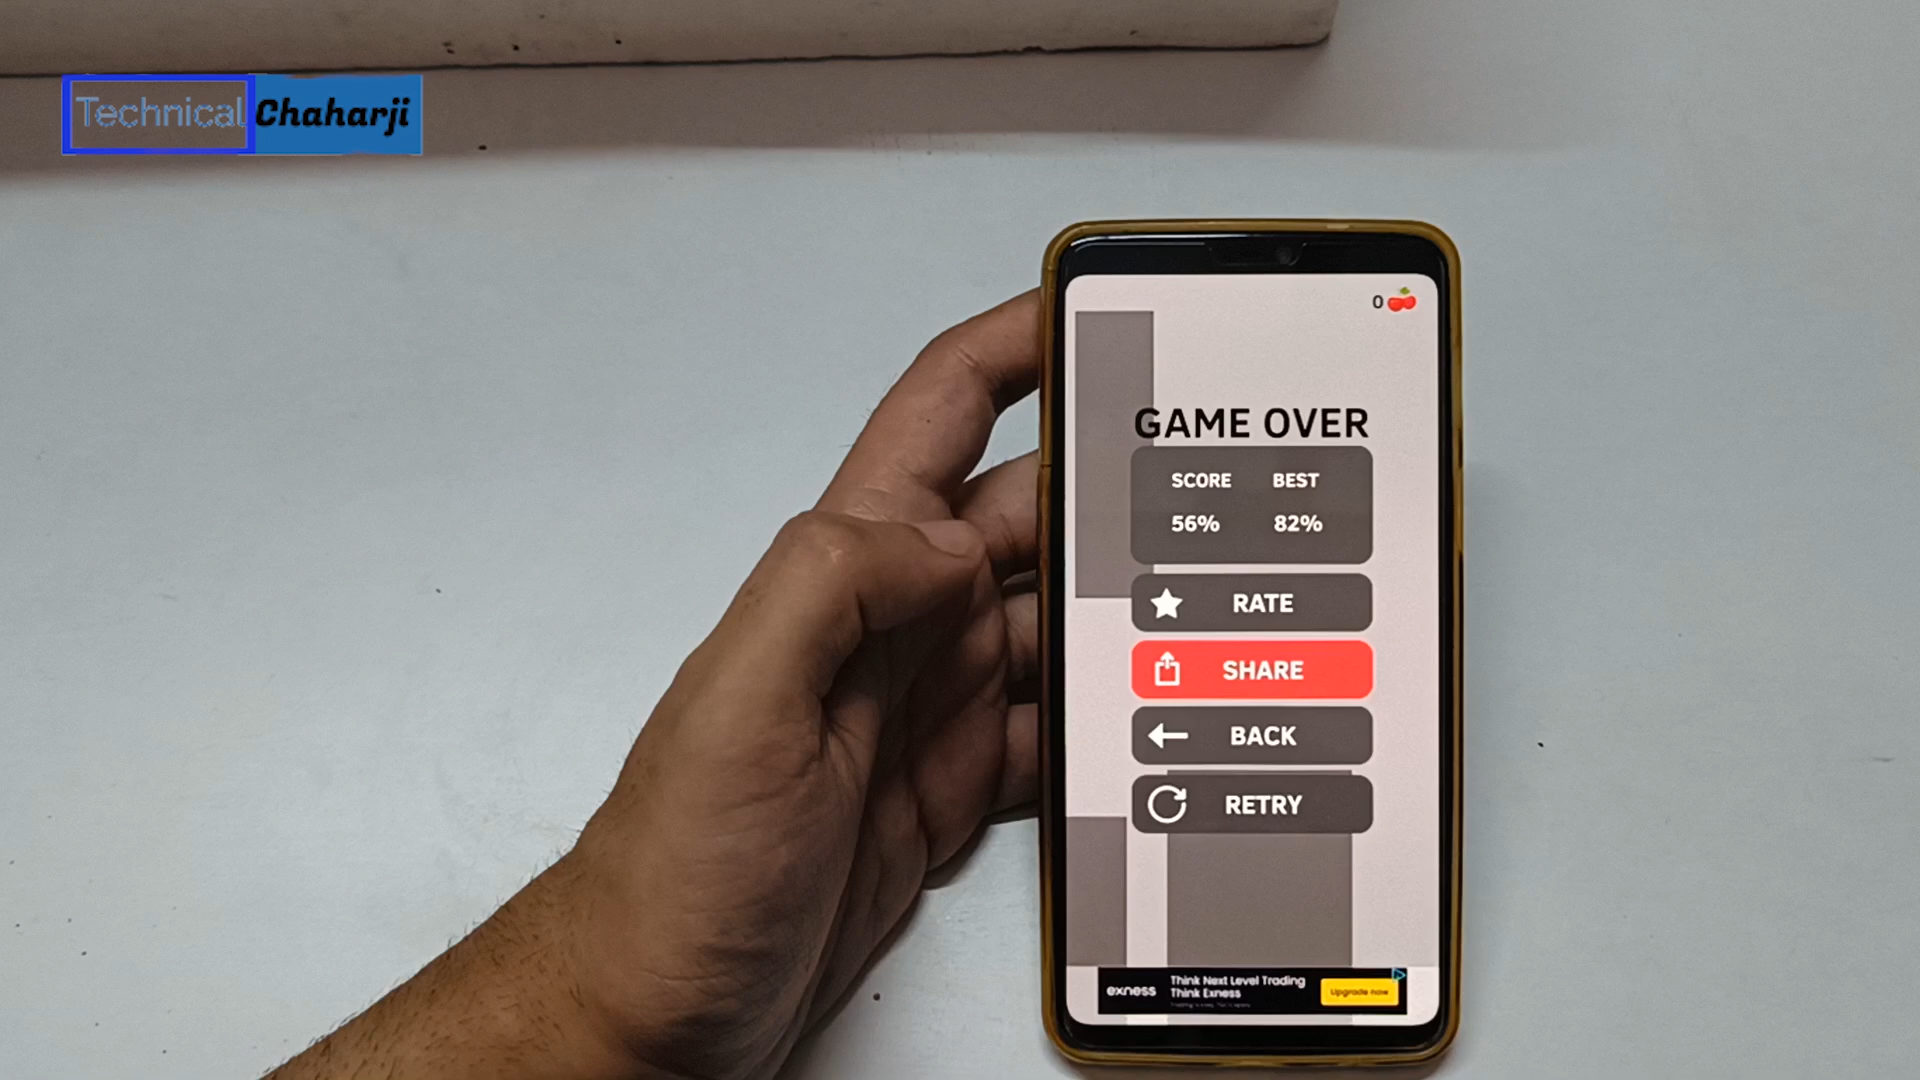 Technical Chaharji
0
GAME OVER
SCORE BEST
56% 82%
RATE
SHARE
BACK
RETRY
exness
Think Next Level Trading
Think Exness
Upgrade now